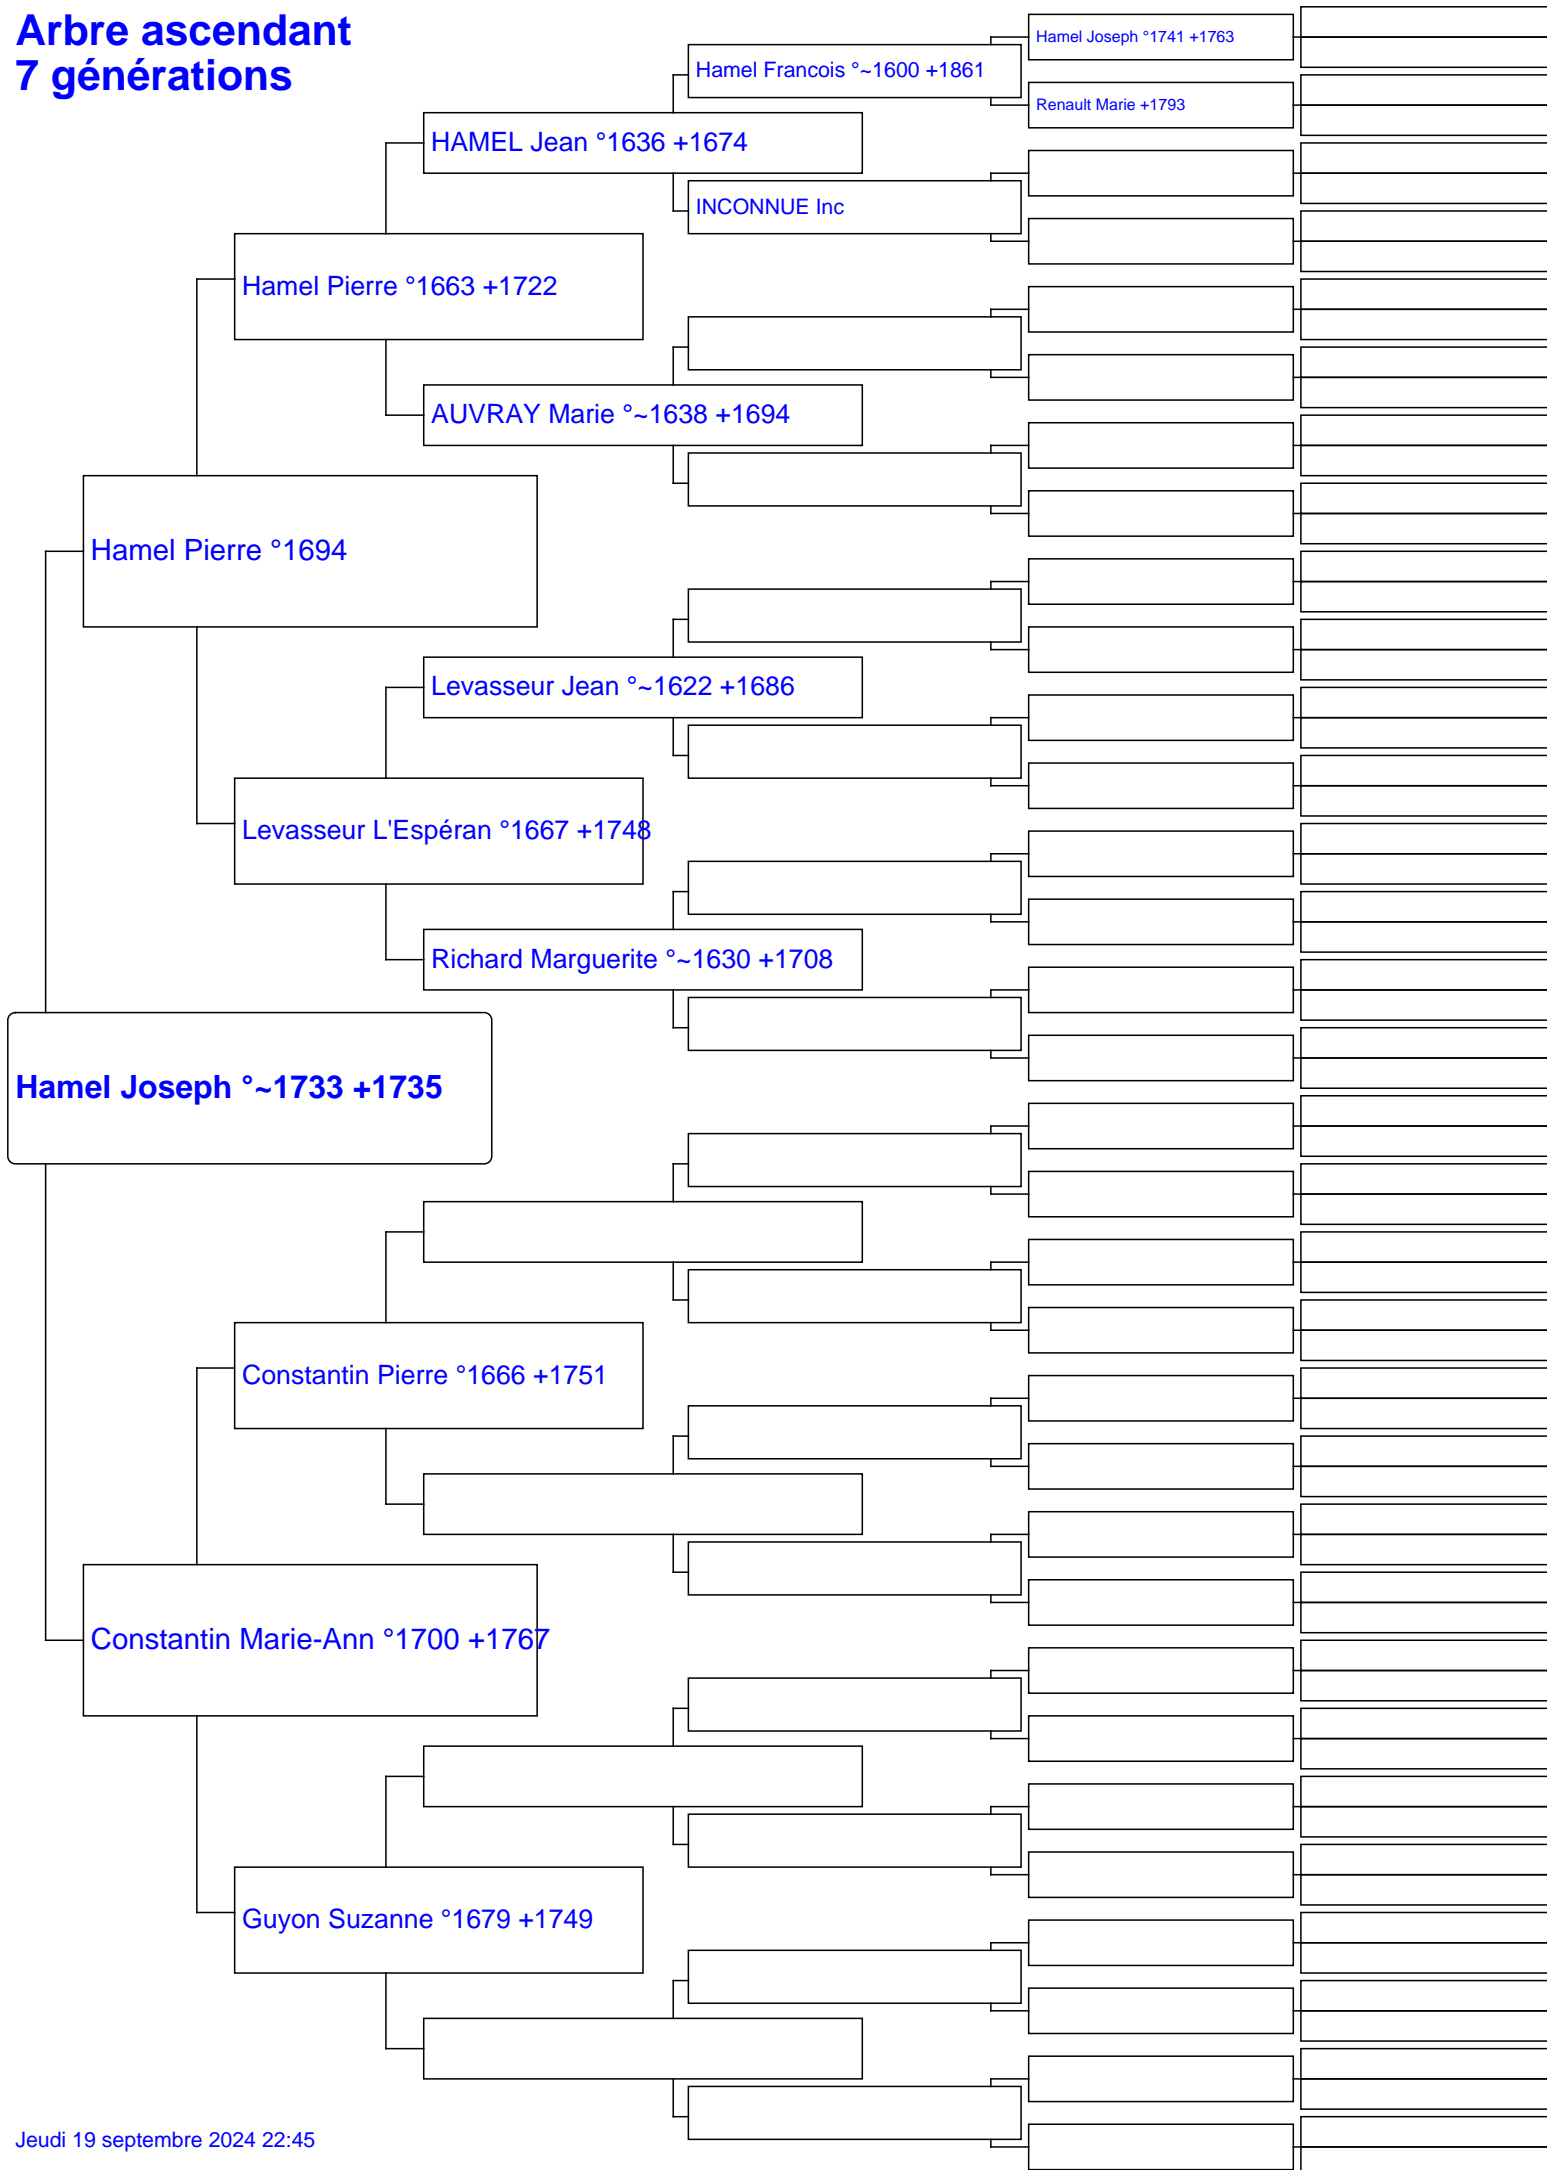 Arbre ascendant
7 générations
Hamel Joseph °1741 +1763
Hamel Francois °~1600 +1861
Renault Marie +1793
HAMEL Jean °1636 +1674
INCONNUE Inc
Hamel Pierre °1663 +1722
AUVRAY Marie °~1638 +1694
Hamel Pierre °1694
Levasseur Jean °~1622 +1686
Levasseur L'Espéran °1667 +1748
Richard Marguerite °~1630 +1708
Hamel Joseph °~1733 +1735
Constantin Pierre °1666 +1751
Constantin Marie-Ann °1700 +1767
Guyon Suzanne °1679 +1749
Jeudi 19 septembre 2024 22:45